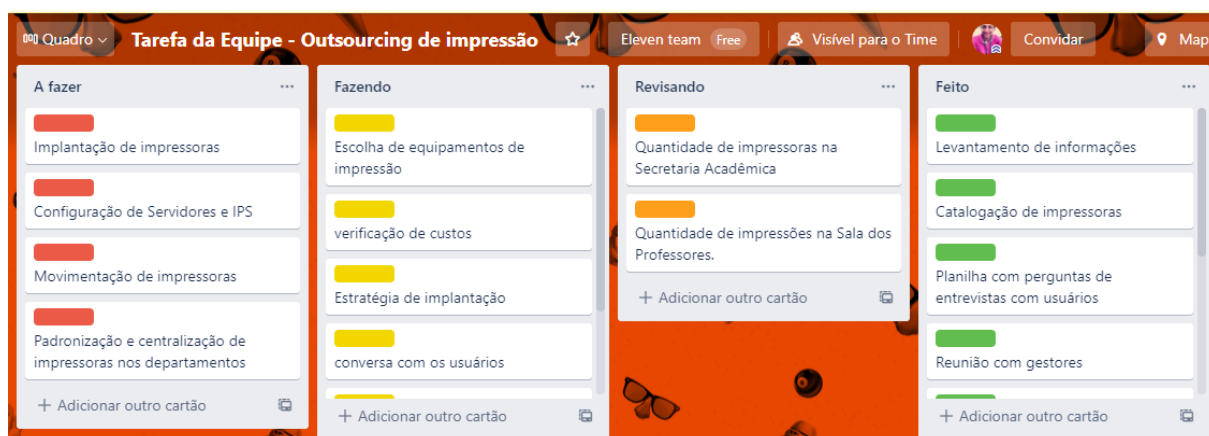 Quadro
Tarefa da Equipe - Outsourcing de impressão
Eleven team Free
Visível para o Time
Convidar
Map
A fazer
Implantação de impressoras
Configuração de Servidores e IPS
Movimentação de impressoras
Padronização e centralização de
impressoras nos departamentos
+ Adicionar outro cartão
Fazendo
Escolha de equipamentos de
impressão
verificação de custos
Estratégia de implantação
conversa com os usuários
+ Adicionar outro cartão
Revisando
Quantidade de impressoras na
Secretaria Acadêmica
Quantidade de impressões na Sala dos
Professores.
+ Adicionar outro cartão
Feito
Levantamento de informações
Catalogação de impressoras
Planilha com perguntas de
entrevistas com usuários
Reunião com gestores
+ Adicionar outro cartão